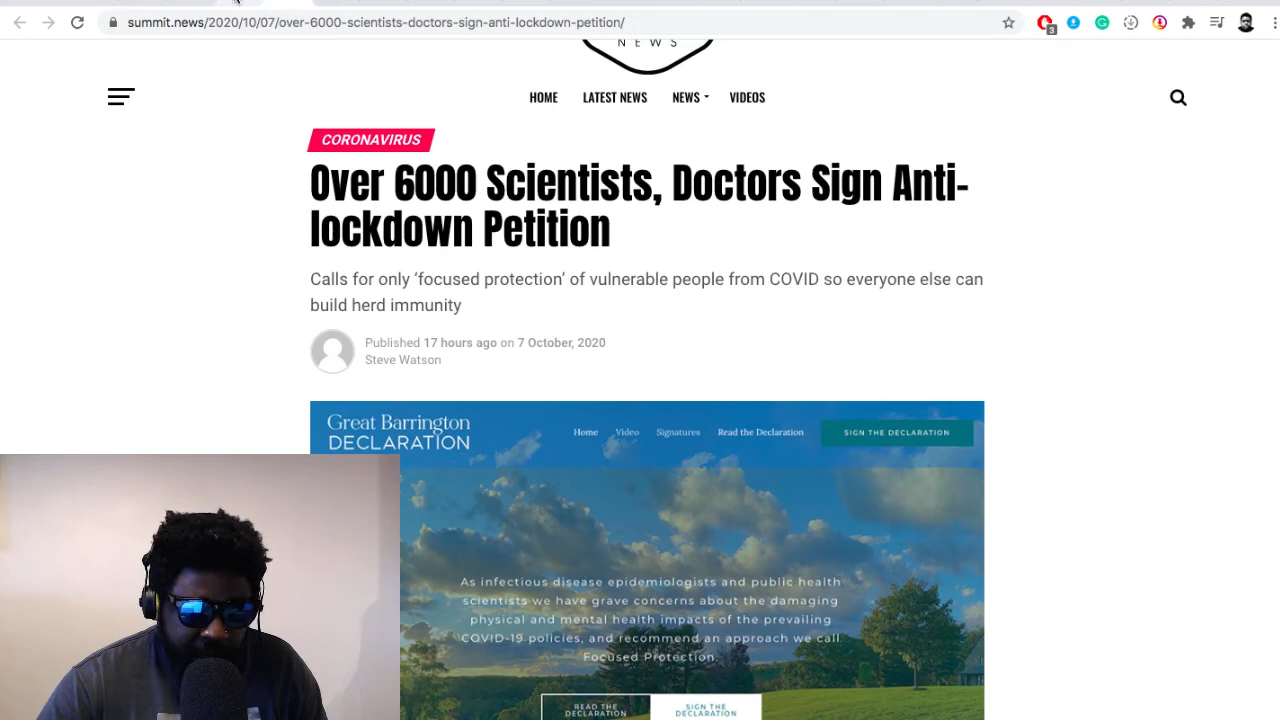 summit.news/2020/10/07/over-6000-scientists-doctors-sign-anti-lockdown-petition/
3
NEWS
HOME LATEST NEWS NEWS VIDEOS
CORONAVIRUS
Over 6000 Scientists, Doctors Sign Anti-
lockdown Petition
Calls for only ‘focused protection’ of vulnerable people from COVID so everyone else can
build herd immunity
Published 17 hours ago on 7 October, 2020
Steve Watson
Great Barrington
DECLARATION
Home Video Signatures Read the Declaration SIGN THE DECLARATION
As infectious disease epidemiologists and public health
scientists we have grave concerns about the damaging
physical and mental health impacts of the prevailing
COVID-19 policies, and recommend an approach we call
Focused Protection.
READ THE
DECLARATION
SIGN THE
DECLARATION